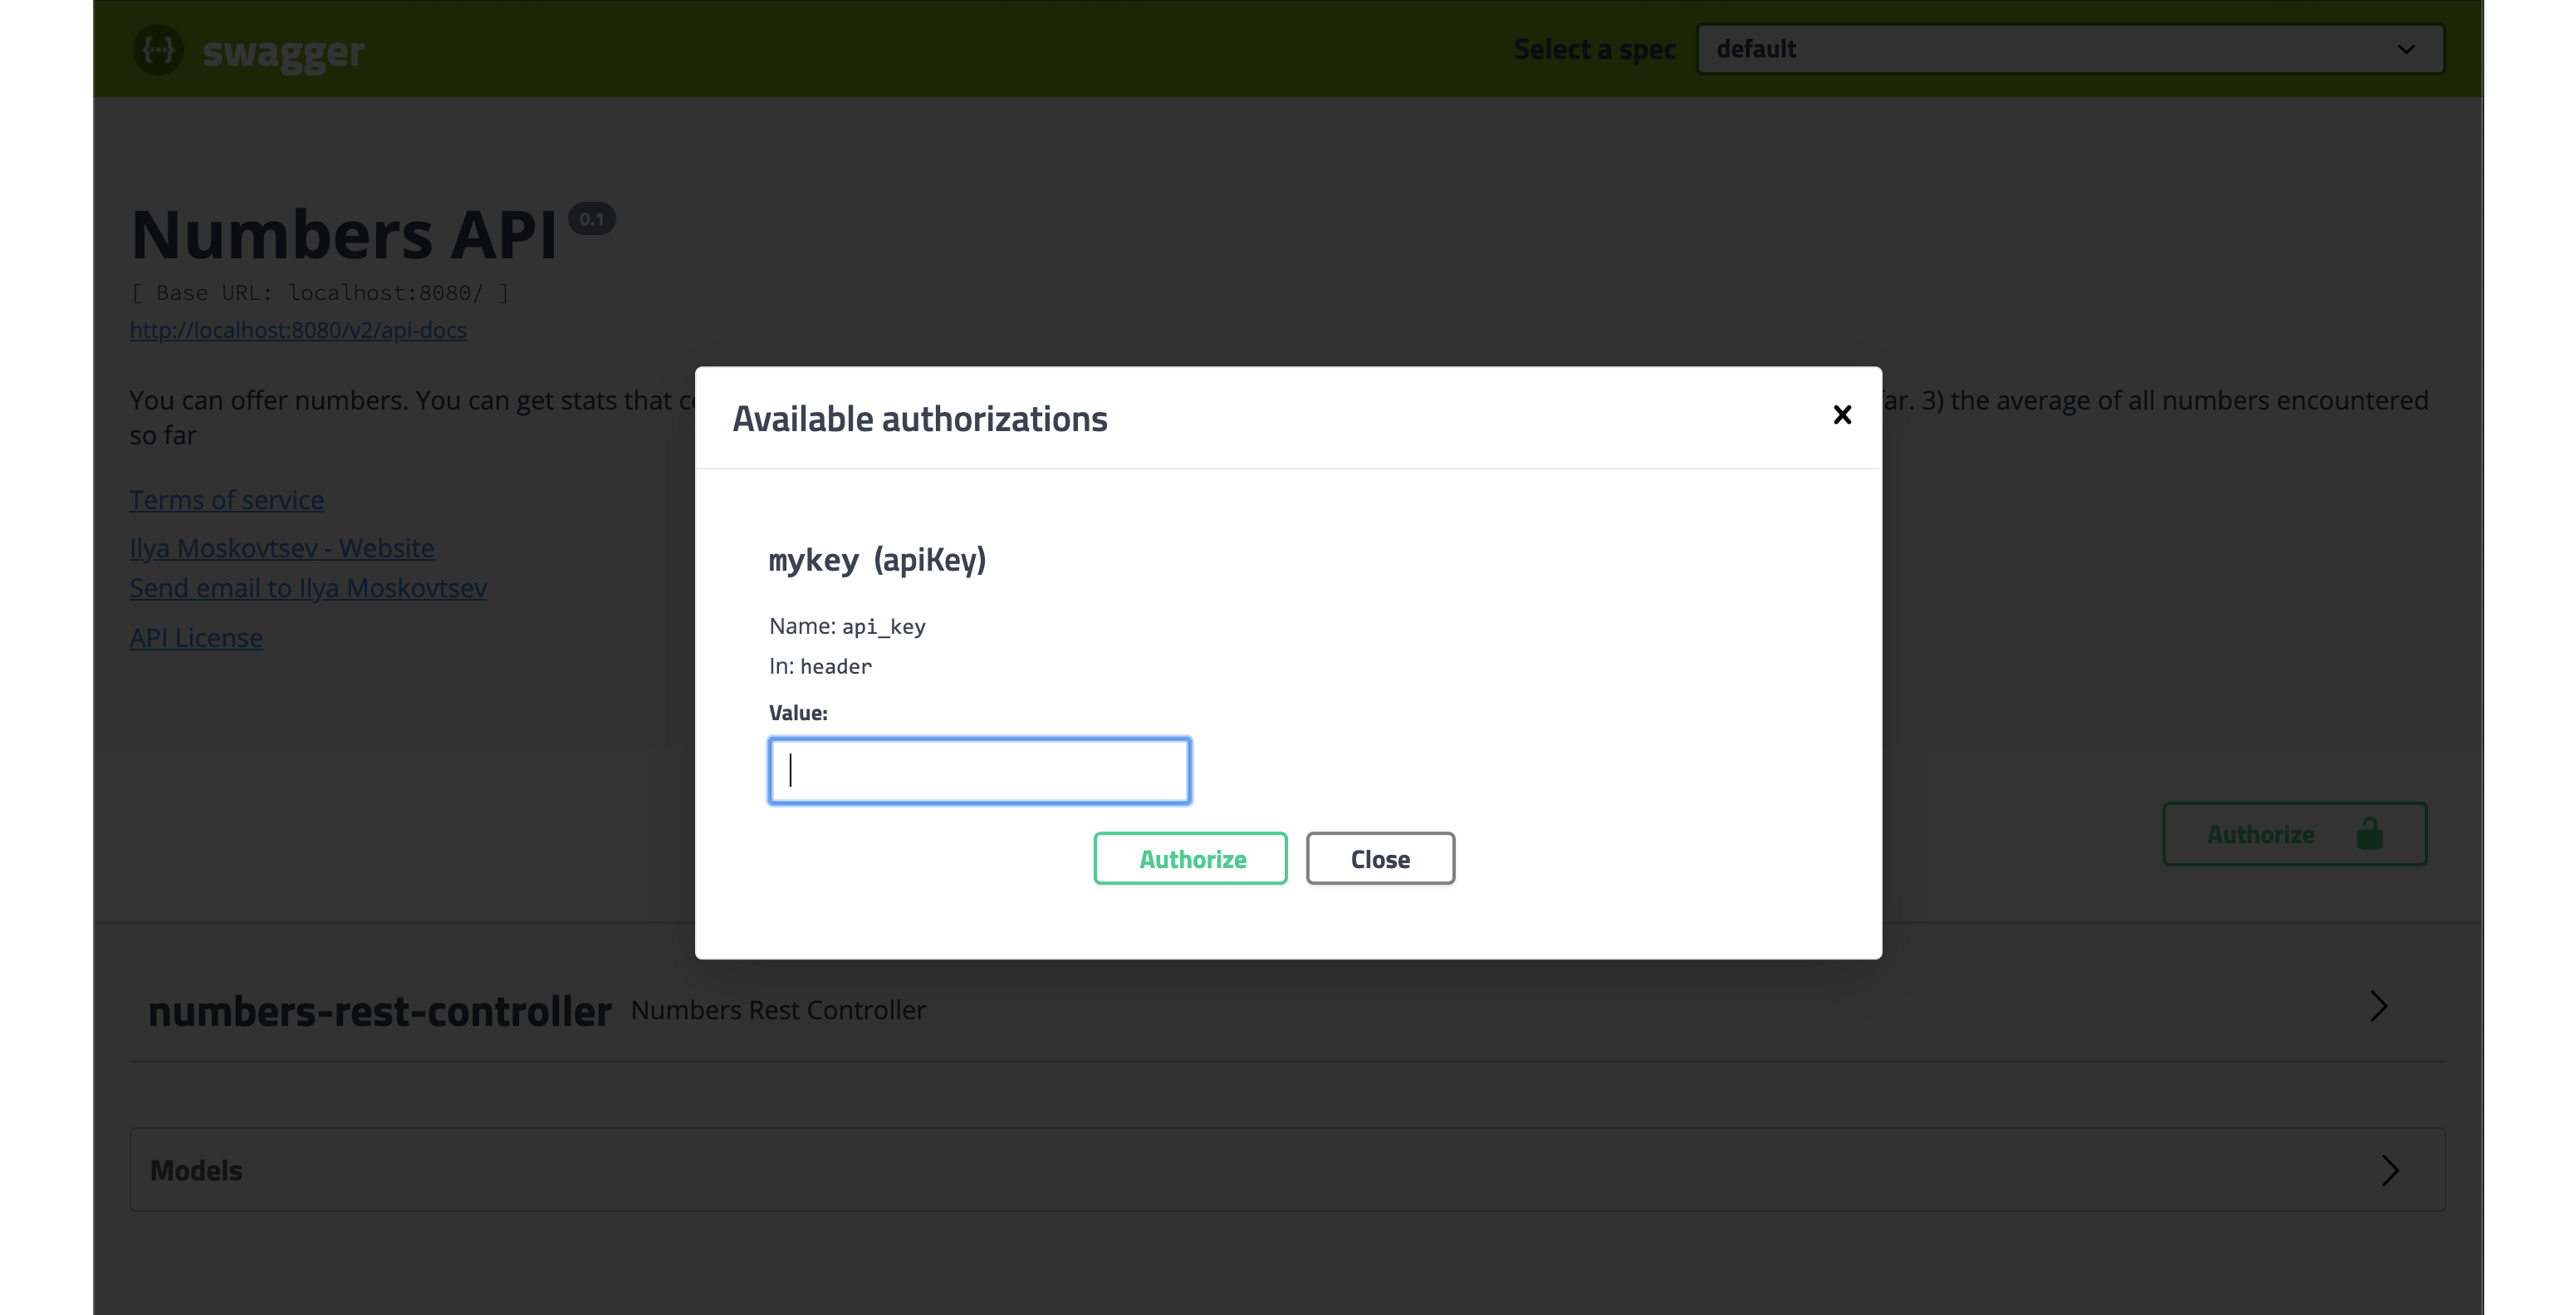 {···} swagger
Select a spec
default
Numbers API 0.1
[ Base URL: localhost:8080/ ]
http://localhost:8080/v2/api-docs
You can offer numbers. You can get stats that
ar. 3) the average of all numbers encountered
so far
Terms of service
Ilya Moskovtsev - Website
Send email to Ilya Moskovtsev
API License
Available authorizations
mykey (apiKey)
Name: api_key
In: header
Value:
Authorize
Close
Authorize
numbers-rest-controller Numbers Rest Controller
Models